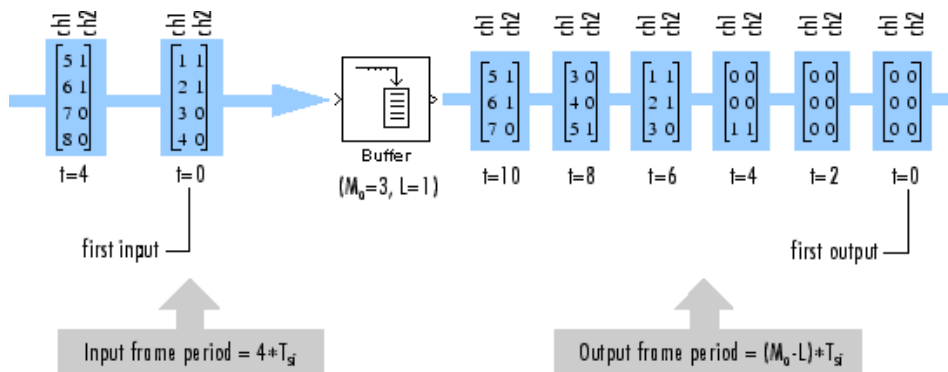 ch1 ch2 ch1 ch2 ch1 ch2 ch1 ch2 ch1 ch2 ch1 ch2 ch1 ch2 ch1 ch2
5 1 1 1 5 1 3 0 1 1 0 0 0 0 0 0
6 1 2 1 6 1 4 0 2 1 0 0 0 0 0 0
7 0 3 0 7 0 5 1 3 0 1 1 0 0 0 0
8 0 4 0
Buffer
t=4 t=0 (Mo=3, L=1) t=10 t=8 t=6 t=4 t=2 t=0
first input first output
Input frame period = 4*Tsi Output frame period = (Mo-L)*Tsi